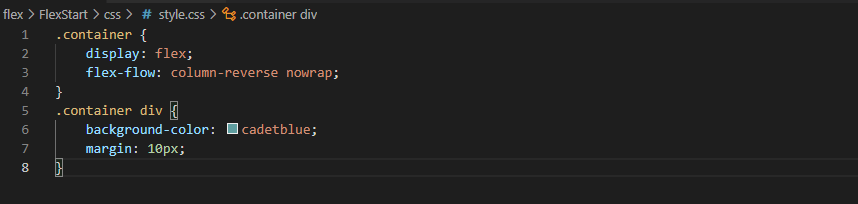 flex > FlexStart > css > # style.css > .container div
1 .container {
2 display: flex;
3 flex-flow: column-reverse nowrap;
4 }
5 .container div {
6 background-color: cadetblue;
7 margin: 10px;
8 }